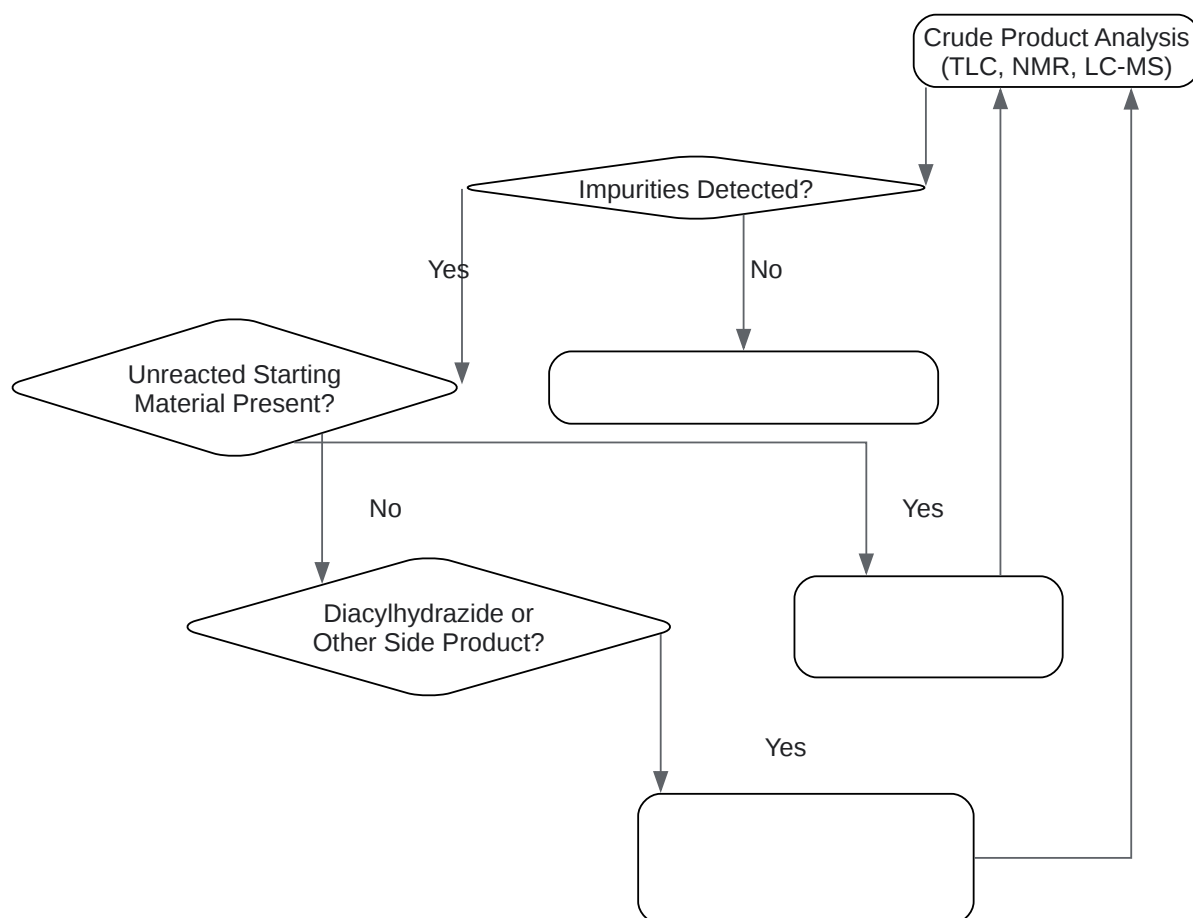 Crude Product Analysis
(TLC, NMR, LC-MS)
Impurities Detected?
Yes
No
Unreacted Starting
Material Present?
No
Yes
Diacylhydrazide or
Other Side Product?
Yes